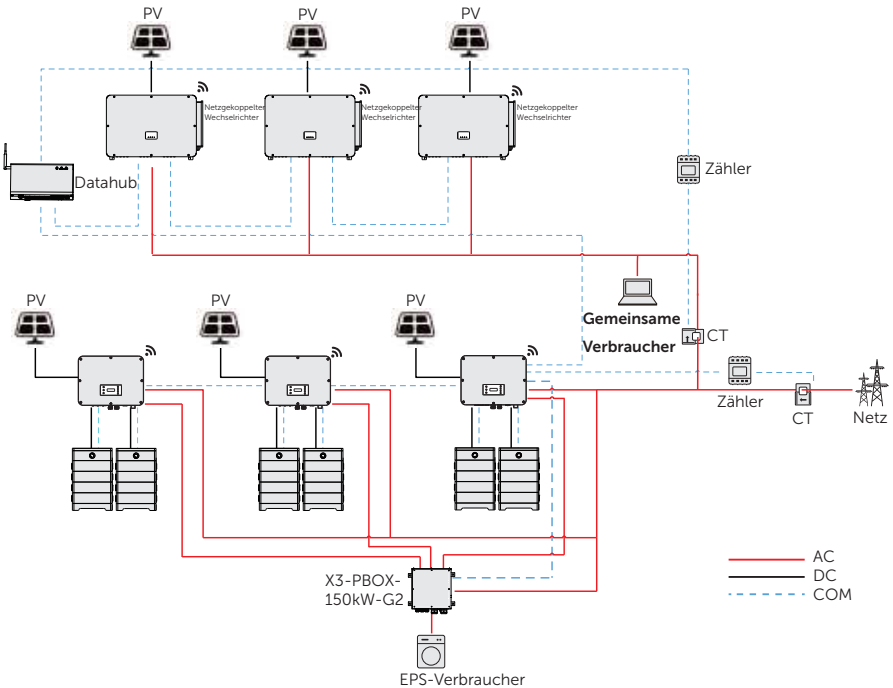 PV
PV
PV
Netzgekoppelter
Wechselrichter
Netzgekoppelter
Wechselrichter
Netzgekoppelter
Wechselrichter
Datahub
Zähler
Gemeinsame
Verbraucher
CT
PV
PV
PV
Zähler
CT
Netz
X3-PBOX-
150kW-G2
EPS-Verbraucher
AC
DC
COM